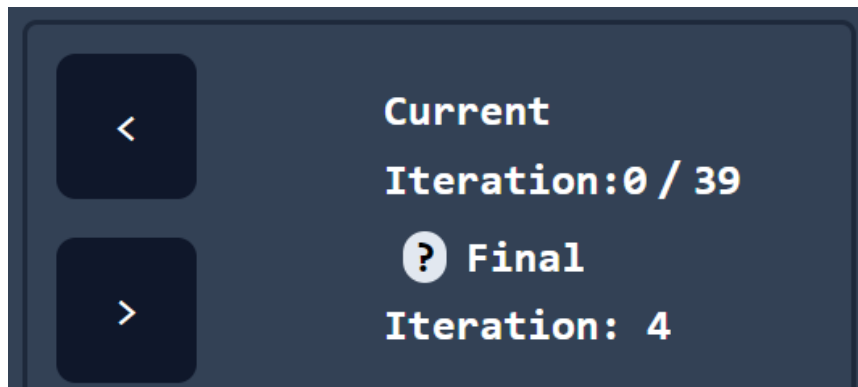 <
Current
Iteration:0 / 39
? Final
>
Iteration: 4